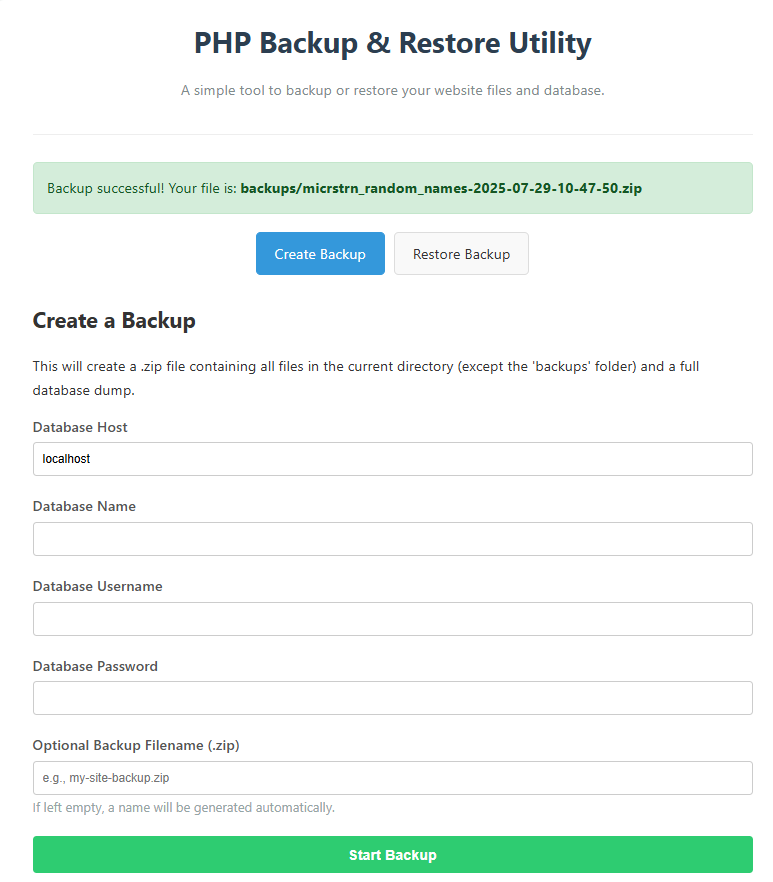 PHP Backup & Restore Utility
A simple tool to backup or restore your website files and database.
Backup successful! Your file is: backups/micrstrn_random_names-2025-07-29-10-47-50.zip
Create Backup
Restore Backup
Create a Backup
This will create a .zip file containing all files in the current directory (except the 'backups' folder) and a full
database dump.
Database Host
localhost
Database Name
Database Username
Database Password
Optional Backup Filename (.zip)
e.g., my-site-backup.zip
If left empty, a name will be generated automatically.
Start Backup